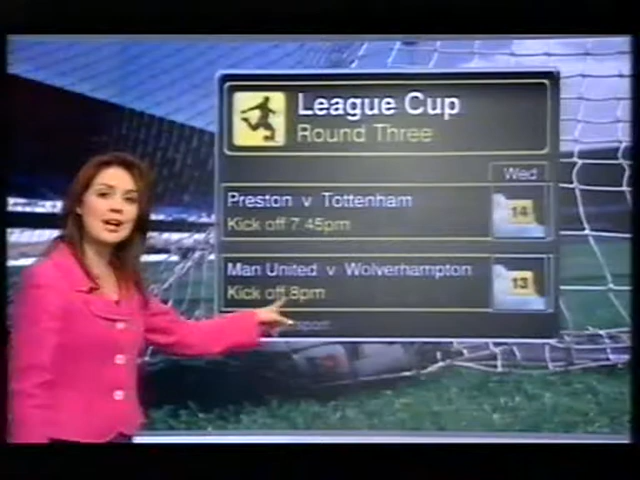 League Cup
Round Three
Wed
Preston v Tottenham
Kick off 7.45pm
14
Man United v Wolverhampton
Kick off 8pm
13